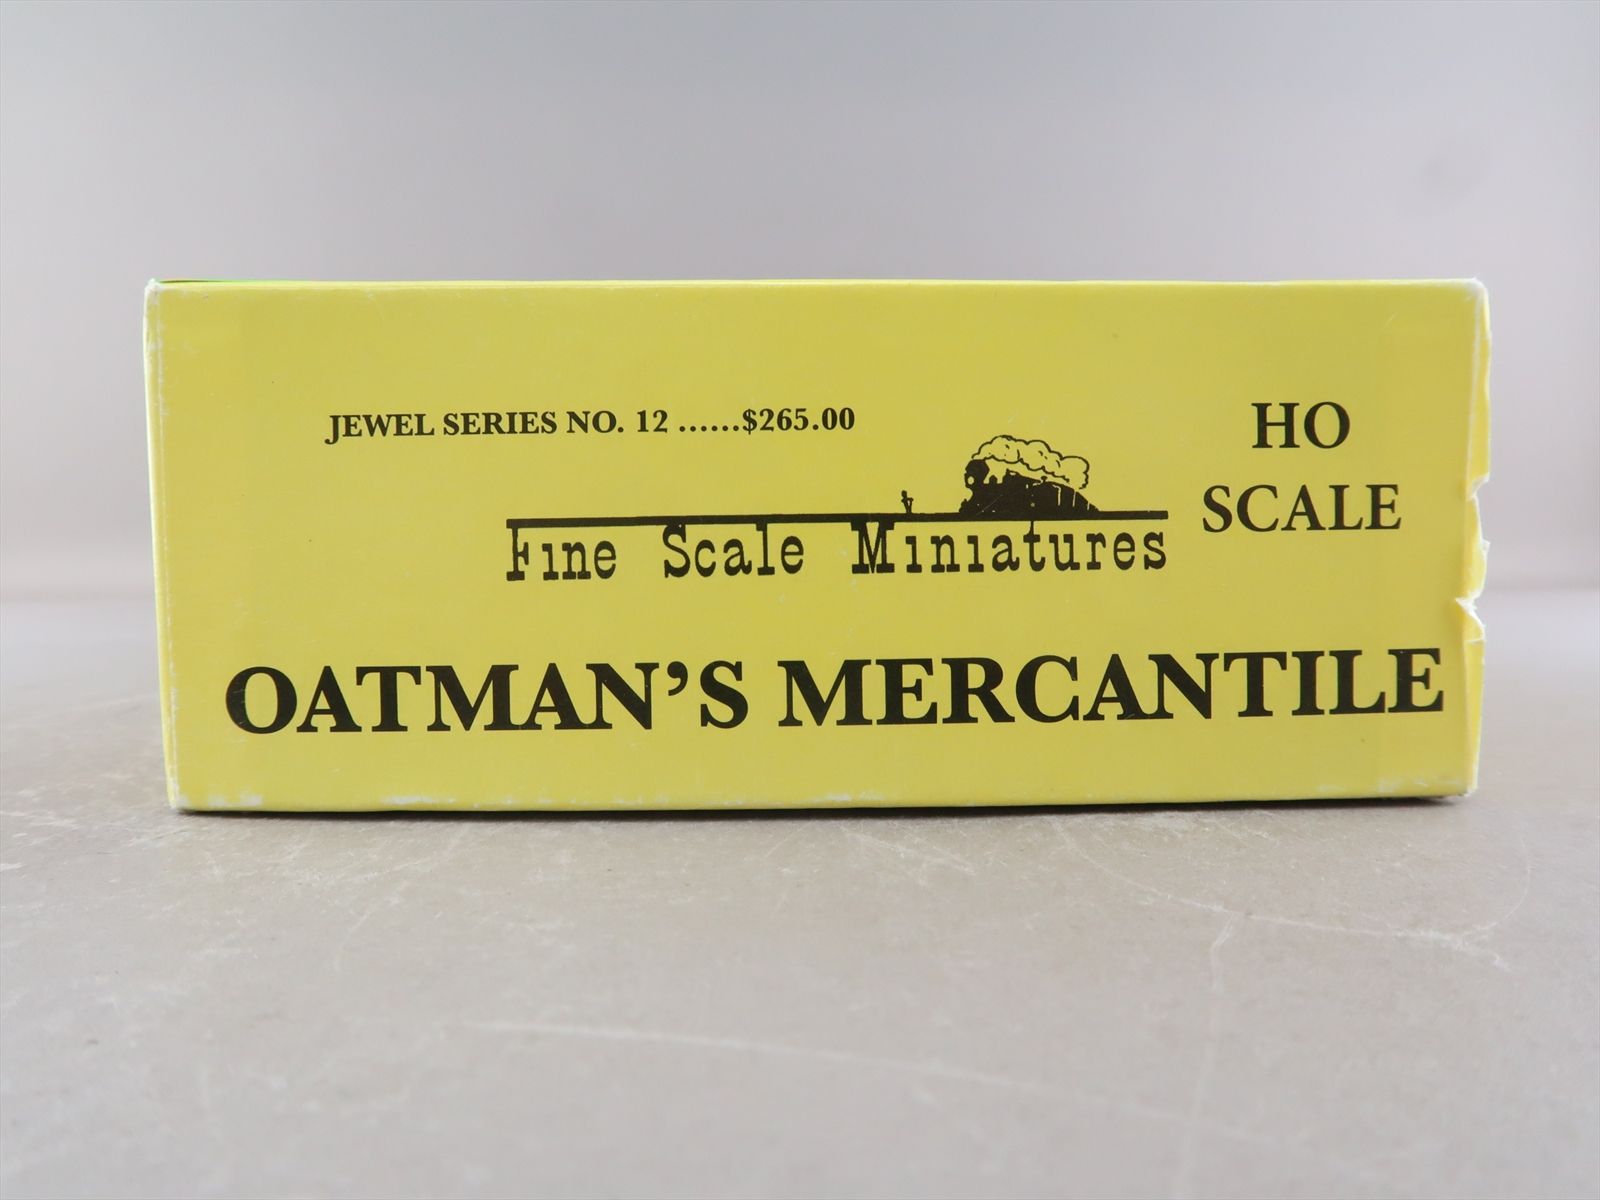 JEWEL SERIES NO. 12 ......$265.00
HO
SCALE
Fine Scale Miniatures
OATMAN’S MERCANTILE